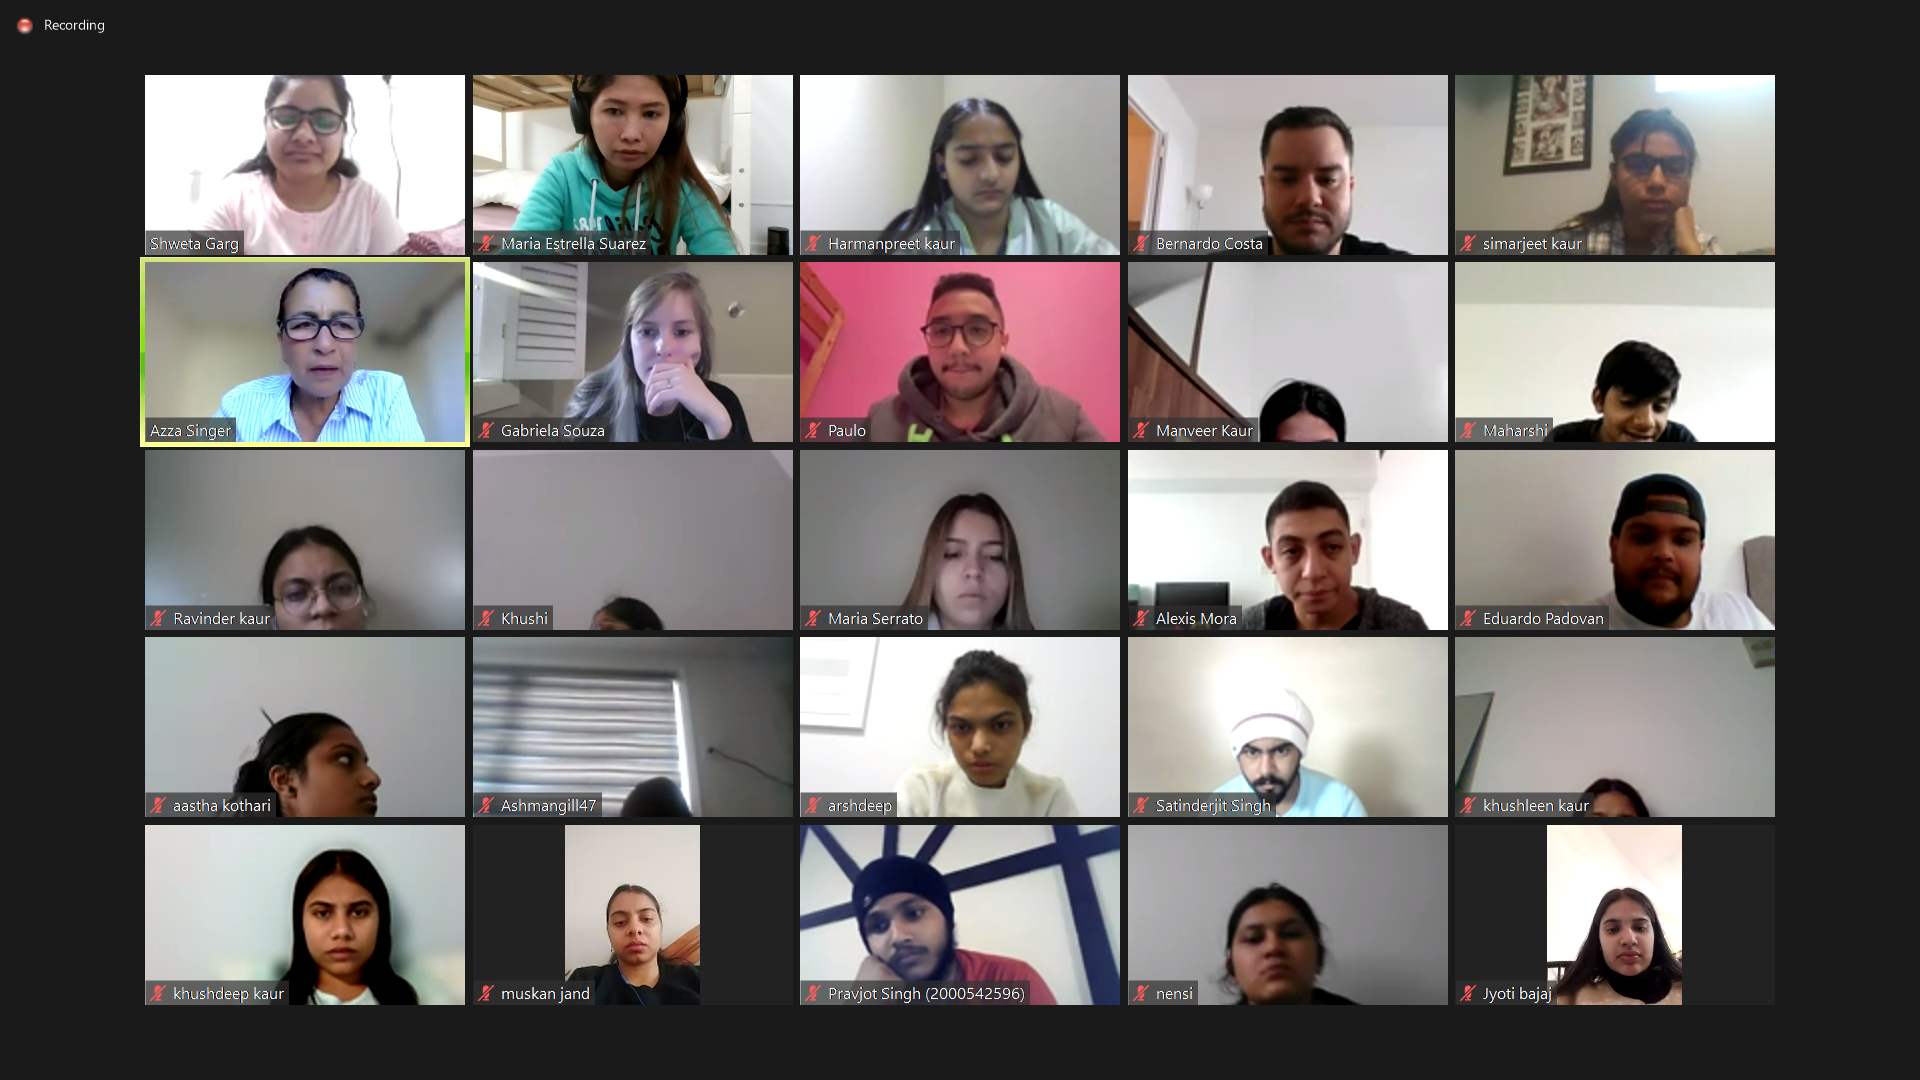 Recording
Shweta Garg
Maria Estrella Suarez
Harmanpreet kaur
Bernardo Costa
simarjeet kaur
Azza Singer
Gabriela Souza
Paulo
Manveer Kaur
Maharshi
Ravinder kaur
Khushi
Maria Serrato
Alexis Mora
Eduardo Padovan
aastha kothari
Ashmangill47
arshdeep
Satinderjit Singh
khushleen kaur
khushdeep kaur
muskan jand
Pravjot Singh (2000542596)
nensi
Jyoti bajaj